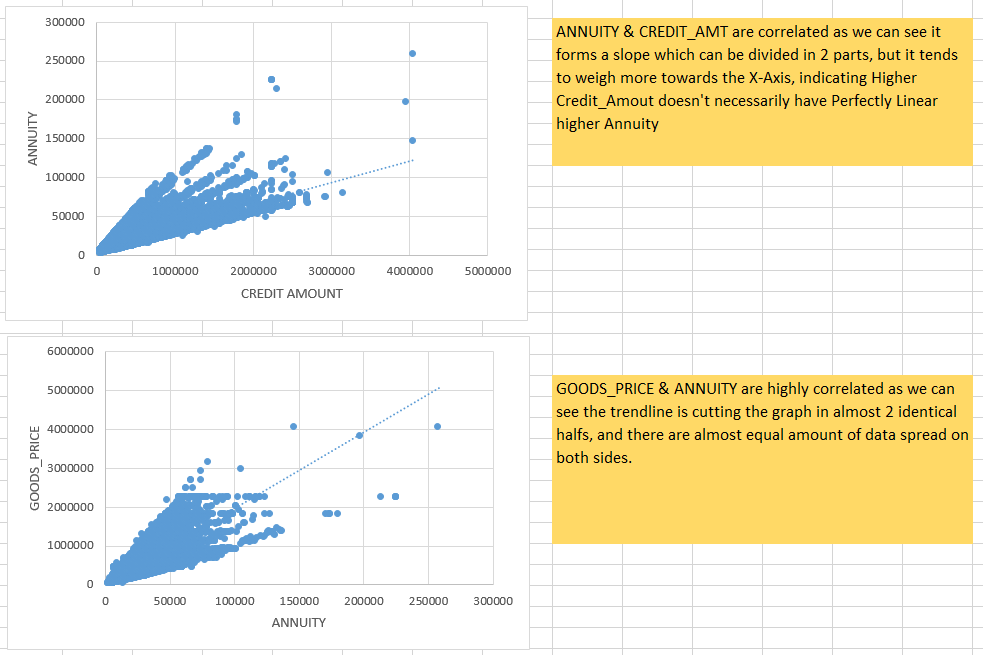 300000
250000
200000
150000
100000
50000
0
ANNUITY
0 1000000 2000000 3000000 4000000 5000000
CREDIT AMOUNT
ANNUITY & CREDIT_AMT are correlated as we can see it
forms a slope which can be divided in 2 parts, but it tends
to weigh more towards the X-Axis, indicating Higher
Credit_Amout doesn't necessarily have Perfectly Linear
higher Annuity
6000000
5000000
4000000
3000000
2000000
1000000
0
GOODS_PRICE
0 50000 100000 150000 200000 250000 300000
ANNUITY
GOODS_PRICE & ANNUITY are highly correlated as we can
see the trendline is cutting the graph in almost 2 identical
halfs, and there are almost equal amount of data spread on
both sides.